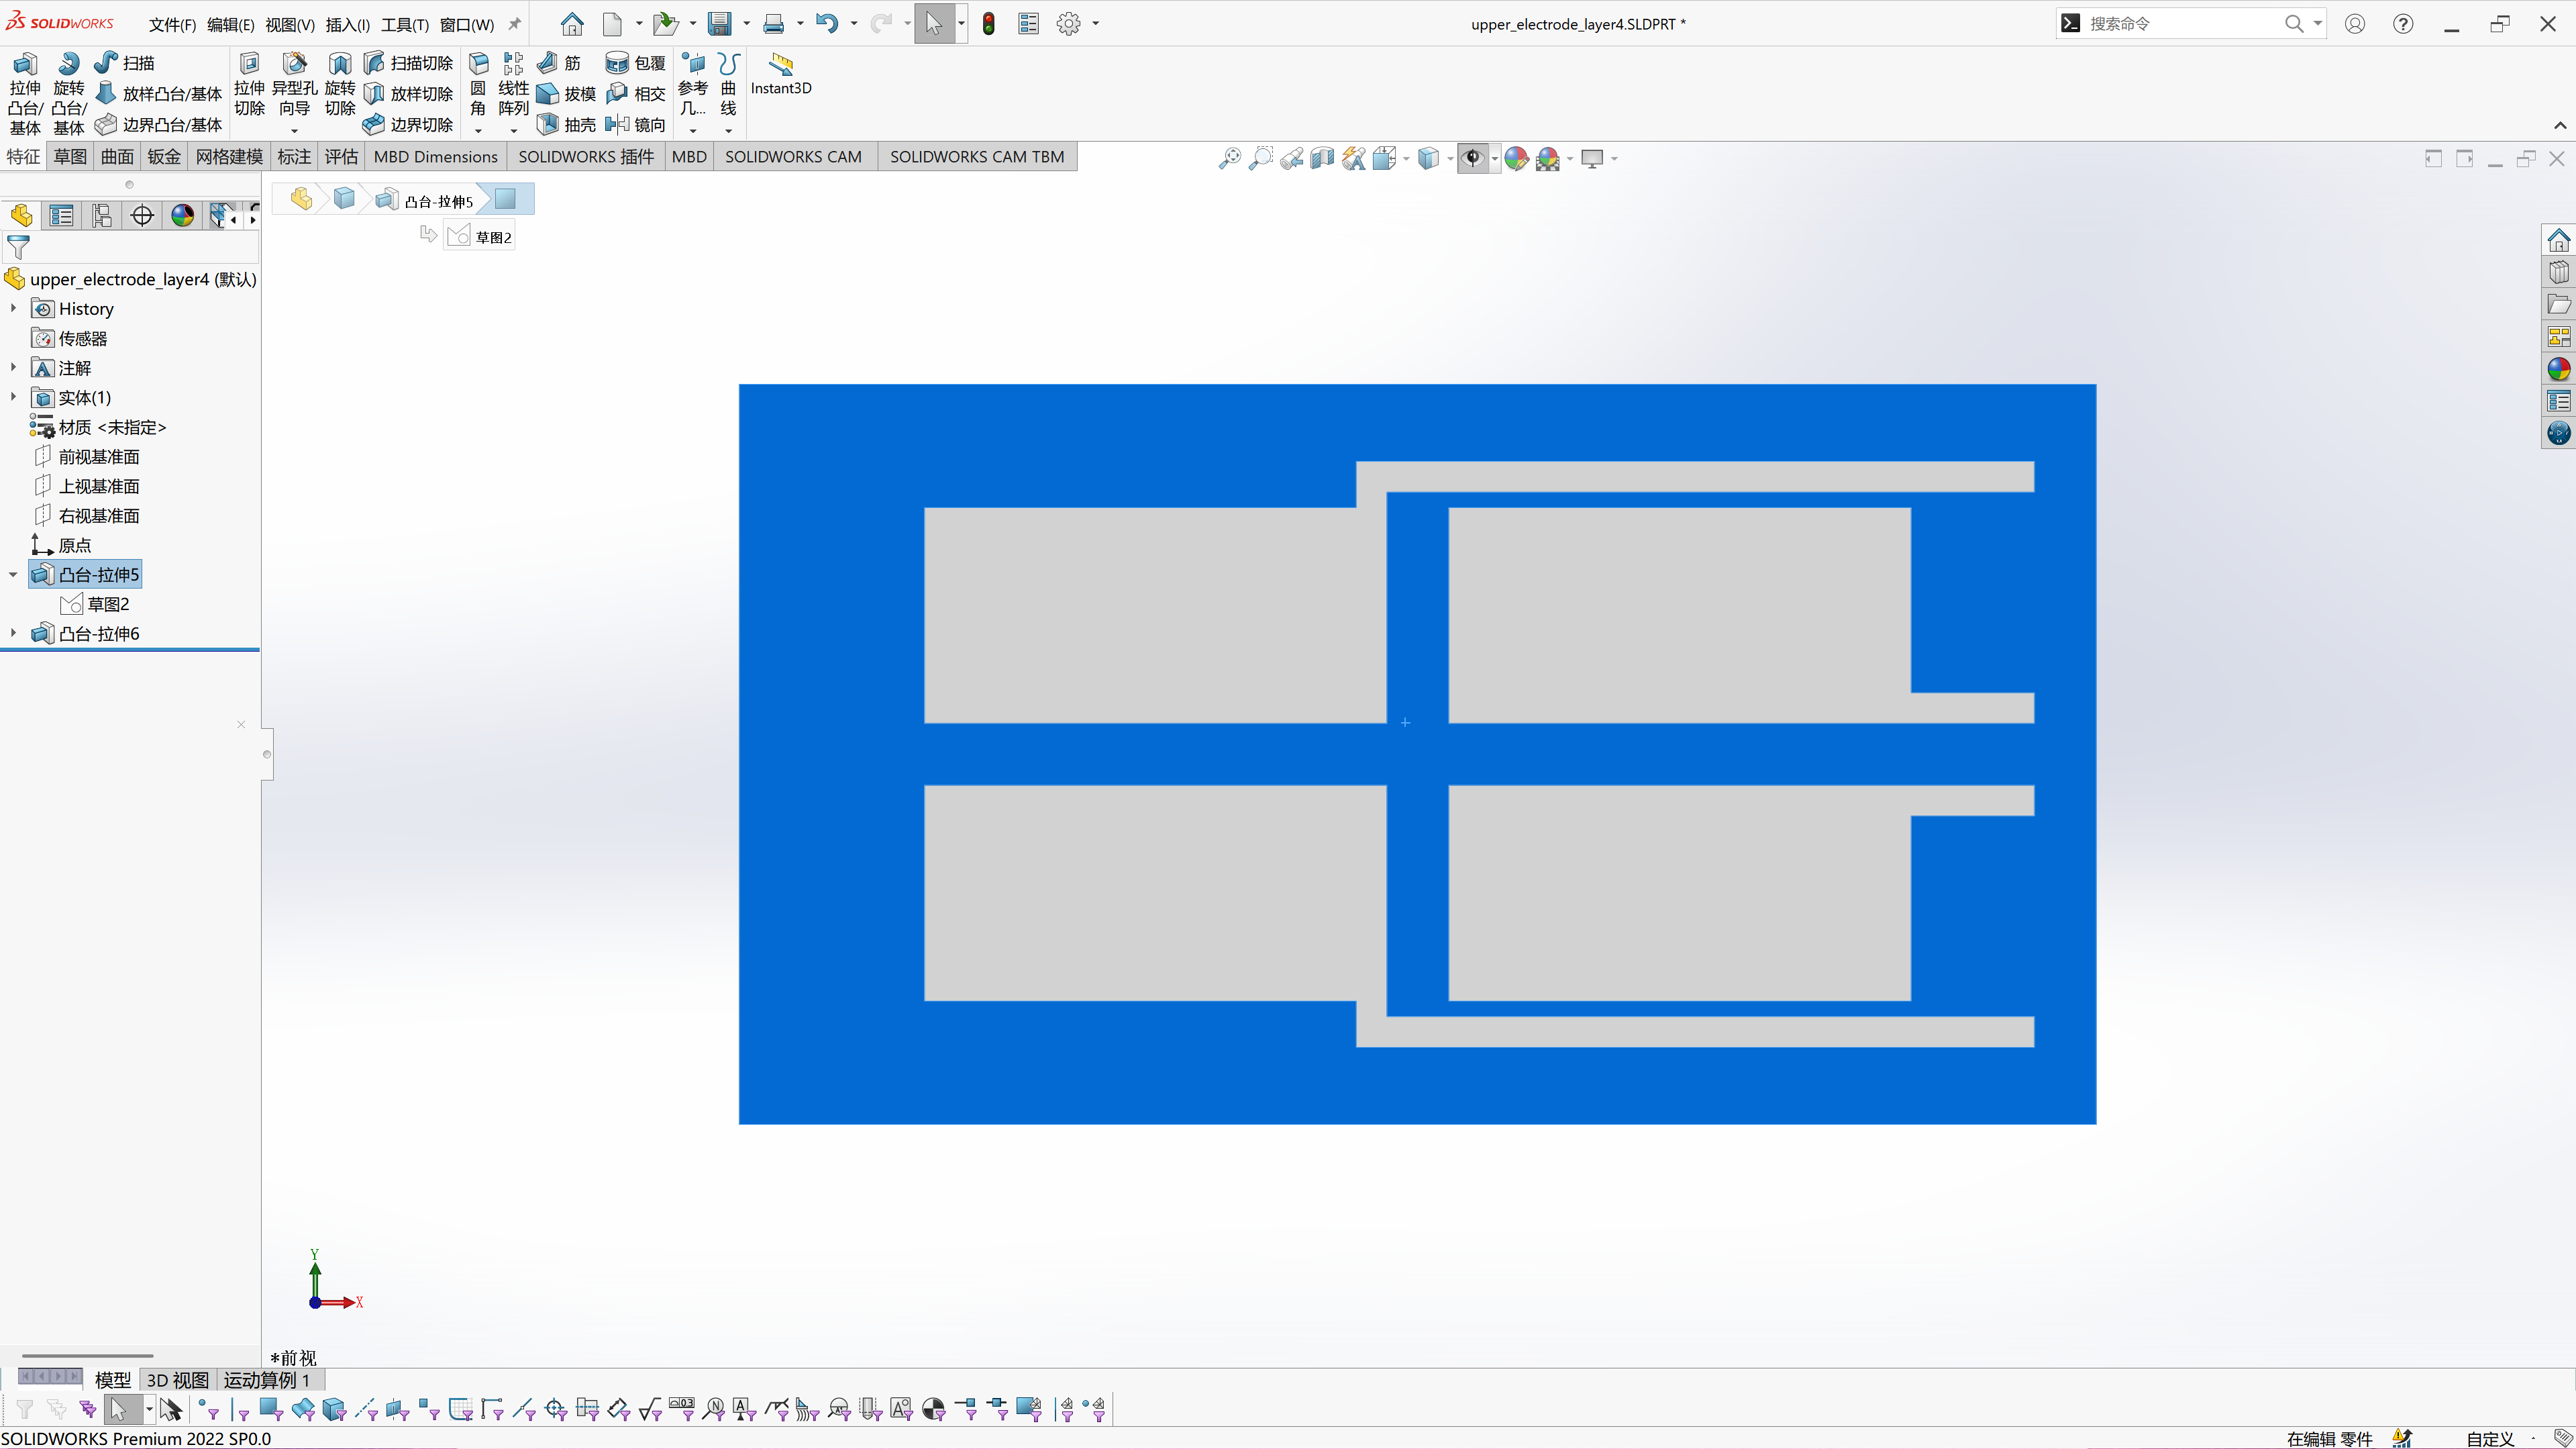 SOLIDWORKS 文件(F) 编辑(E) 视图(V) 插入(I) 工具(T) 窗口(W) upper_electrode_layer4.SLDPRT * 搜索命令
拉伸凸台/基体 旋转凸台/基体 扫描 放样凸台/基体 边界凸台/基体 拉伸切除 异型孔向导 旋转切除 扫描切除 放样切除 边界切除 圆角 线性阵列 筋 拔模 抽壳 包覆 相交 镜向 参考几... 曲线 Instant3D
特征 草图 曲面 钣金 网格建模 标注 评估 MBD Dimensions SOLIDWORKS 插件 MBD SOLIDWORKS CAM SOLIDWORKS CAM TBM
凸台-拉伸5
草图2
upper_electrode_layer4 (默认)
History
传感器
注解
实体(1)
材质 <未指定>
前视基准面
上视基准面
右视基准面
原点
凸台-拉伸5
草图2
凸台-拉伸6
Y
X
*前视
模型 3D 视图 运动算例 1
SOLIDWORKS Premium 2022 SP0.0 在编辑 零件 自定义